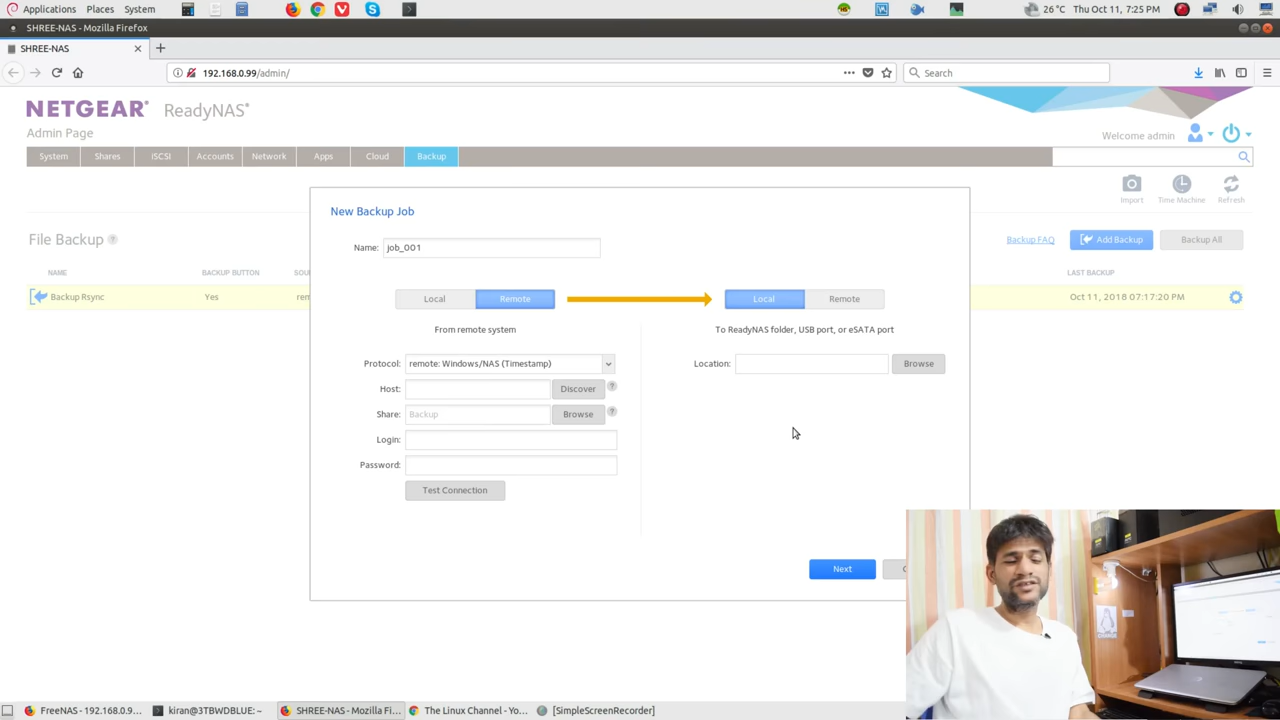 Applications Places System
26 °C Thu Oct 11, 7:25 PM
SHREE-NAS - Mozilla Firefox
SHREE-NAS
192.168.0.99/admin/
Search
NETGEAR® ReadyNAS®
Admin Page
Welcome admin
System Shares iSCSI Accounts Network Apps Cloud Backup
Import Time Machine Refresh
File Backup ?
Backup FAQ Add Backup Backup All
NAME BACKUP BUTTON SOU LAST BACKUP
Backup Rsync Yes rem Oct 11, 2018 07:17:20 PM
New Backup Job
Name: job_001
Local Remote Local Remote
From remote system To ReadyNAS folder, USB port, or eSATA port
Protocol: remote: Windows/NAS (Timestamp) Location: Browse
Host: Discover ?
Share: Backup Browse ?
Login:
Password:
Test Connection
Next
FreeNAS - 192.168.0.9... kiran@3TBWDBLUE: ~ SHREE-NAS - Mozilla Fi... The Linux Channel - Yo... [SimpleScreenRecorder]